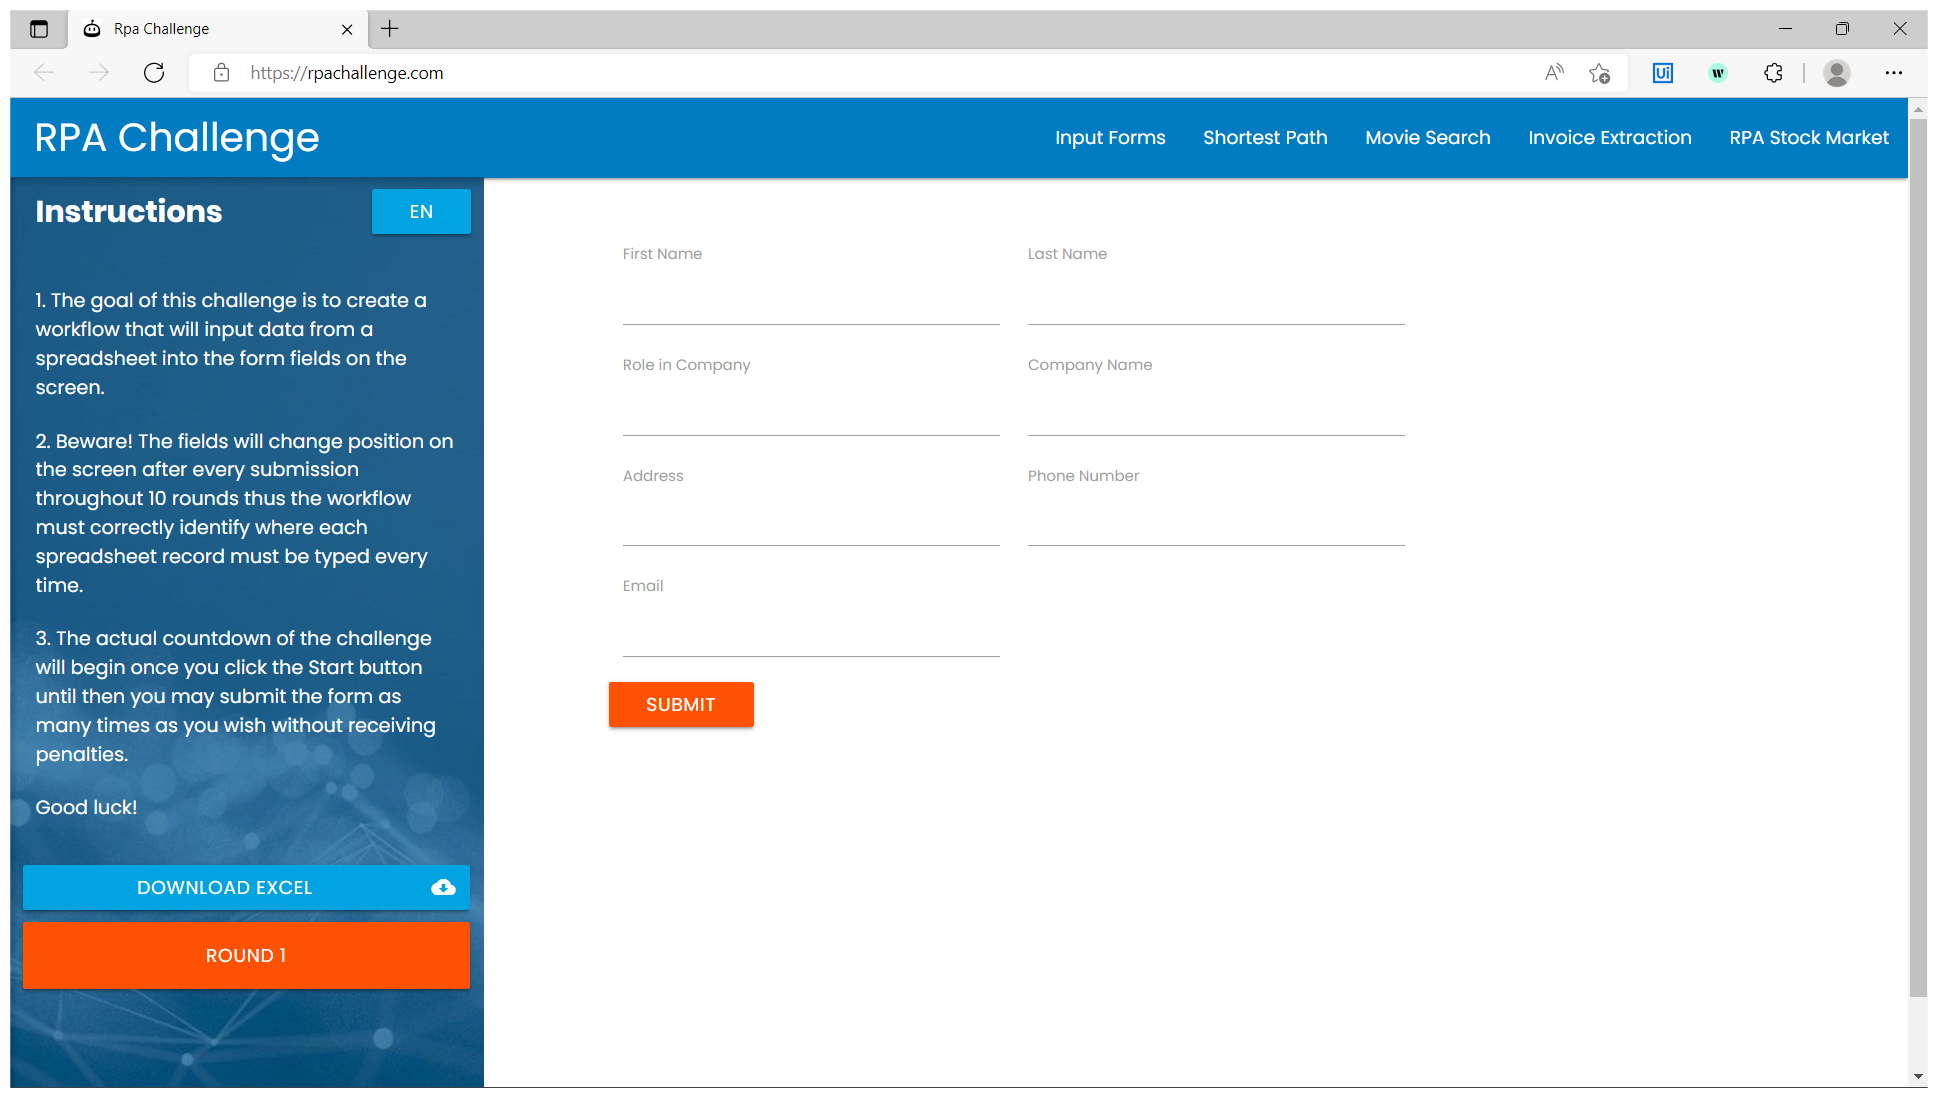 Rpa Challenge
https://rpachallenge.com
RPA Challenge
Input Forms
Shortest Path
Movie Search
Invoice Extraction
RPA Stock Market
Instructions
EN
1. The goal of this challenge is to create a
workflow that will input data from a
spreadsheet into the form fields on the
screen.
2. Beware! The fields will change position on
the screen after every submission
throughout 10 rounds thus the workflow
must correctly identify where each
spreadsheet record must be typed every
time.
3. The actual countdown of the challenge
will begin once you click the Start button
until then you may submit the form as
many times as you wish without receiving
penalties.
Good luck!
DOWNLOAD EXCEL
ROUND 1
First Name
Last Name
Role in Company
Company Name
Address
Phone Number
Email
SUBMIT